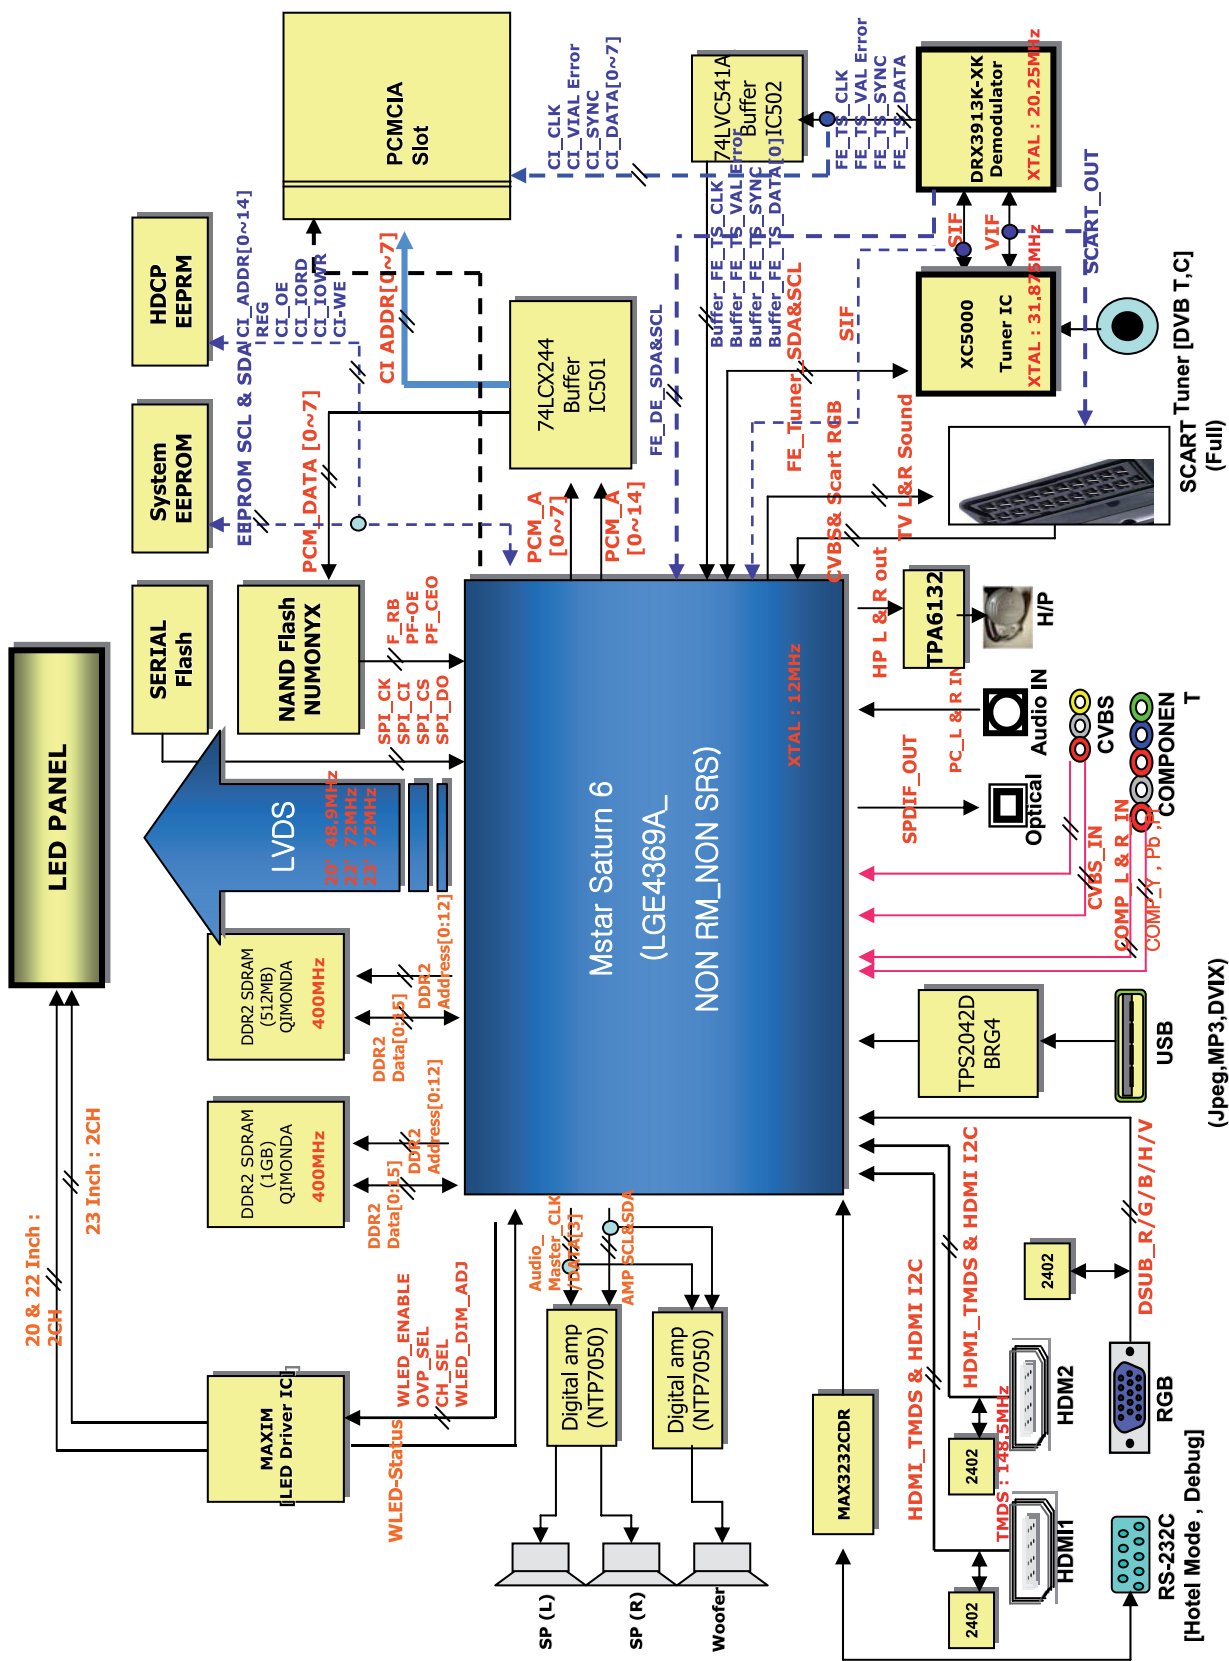 LED PANEL
20 & 22 Inch :
2CH
23 Inch : 2CH
MAXIM
[LED Driver IC]
WLED-Status
WLED_ENABLE
OVP_SEL
CH_SEL
WLED_DIM_ADJ
DDR2 SDRAM
(1GB)
QIMONDA
400MHz
DDR2
Data[0:15]
DDR2
Address[0:12]
DDR2 SDRAM
(512MB)
QIMONDA
400MHz
DDR2
Data[0:15]
DDR2
Address[0:12]
LVDS
20' 48.9MHz
22' 72MHz
23' 72MHz
SERIAL
Flash
SPI_CK
SPI_CI
SPI_CS
SPI_DO
NAND Flash
NUMONYX
F_RB
PF-OE
PF_CEO
System
EEPROM
HDCP
EEPRM
EEPROM SCL & SDA
PCM_DATA [0~7]
CI_ADDR[0~14]
REG
CI_OE
CI_IORD
CI_IOWR
CI-WE
CI ADDR[0~7]
PCMCIA
Slot
74LCX244
Buffer
IC501
PCM_A
[0~7]
PCM_A
[0~14]
CI_CLK
CI_VIAL Error
CI_SYNC
CI_DATA[0~7]
74LVC541A
Buffer
IC502
Buffer_FE_TS_CLK
Buffer_FE_TS_VAL Error
Buffer_FE_TS_SYNC
Buffer_FE_TS_DATA[0]
FE_TS_CLK
FE_TS_VAL Error
FE_TS_SYNC
FE_TS_DATA
DRX3913K-XK
Demodulator
XTAL : 20.25MHz
FE_DE_SDA&SCL
FE_Tuner_SDA&SCL
SIF
SIF
VIF
SCART_OUT
XC5000
Tuner IC
XTAL : 31.875MHz
Tuner [DVB T,C]
SCART
(Full)
CVBS& Scart RGB
TV L&R Sound
Mstar Saturn 6
(LGE4369A_
NON RM_NON SRS)
XTAL : 12MHz
HP L & R out
TPA6132
H/P
PC_L & R IN
Audio IN
SPDIF_OUT
Optical
CVBS
CVBS_IN
COMPONEN
T
COMP_L & R IN
COMP_Y , Pb ,
TPS2042D
BRG4
USB
(Jpeg,MP3,DVIX)
DSUB_R/G/B/H/V
2402
RGB
HDMI_TMDS & HDMI I2C
HDMI_TMDS & HDMI I2C
TMDS : 148.5MHz
2402
HDM2
2402
HDMI1
MAX3232CDR
RS-232C
[Hotel Mode , Debug]
Audio_
Master_CLK
/DATA[3]
AMP SCL&SDA
Digital amp
(NTP7050)
Digital amp
(NTP7050)
SP (L)
SP (R)
Woofer